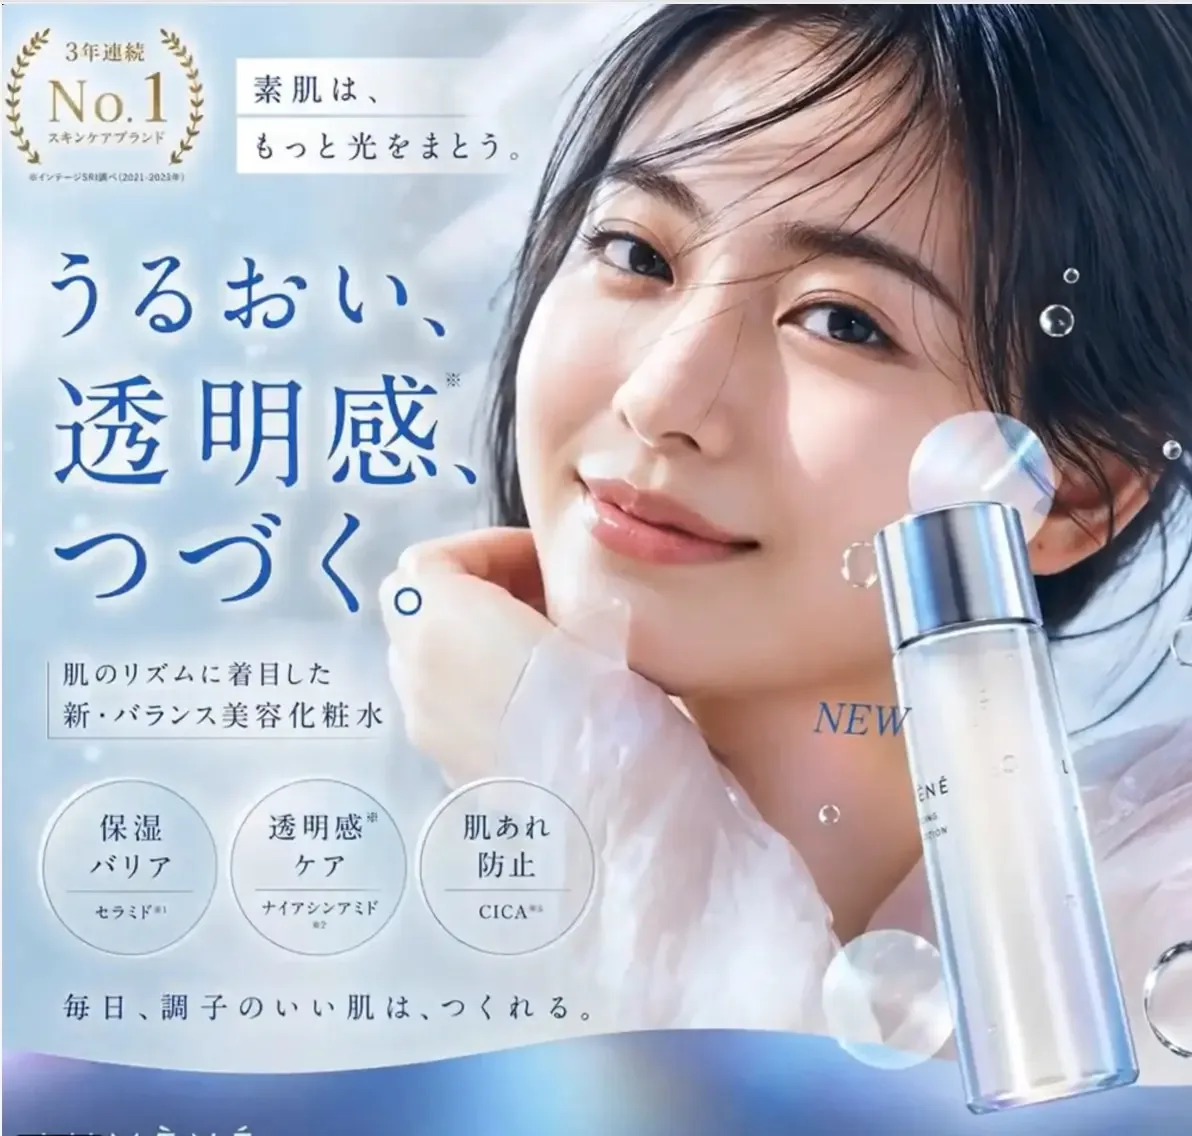 3年連続
No.1
スキンケアブランド
※インテージSRI調べ(2021-2023年)
素肌は、
もっと光をまとう。
うるおい、
透明感※、
つづく。
肌のリズムに着目した
新・バランス美容化粧水
保湿
バリア
セラミド※1
透明感※
ケア
ナイアシンアミド
※2
肌あれ
防止
CICA
毎日、調子のいい肌は、つくれる。
NEW
ÈNÉ